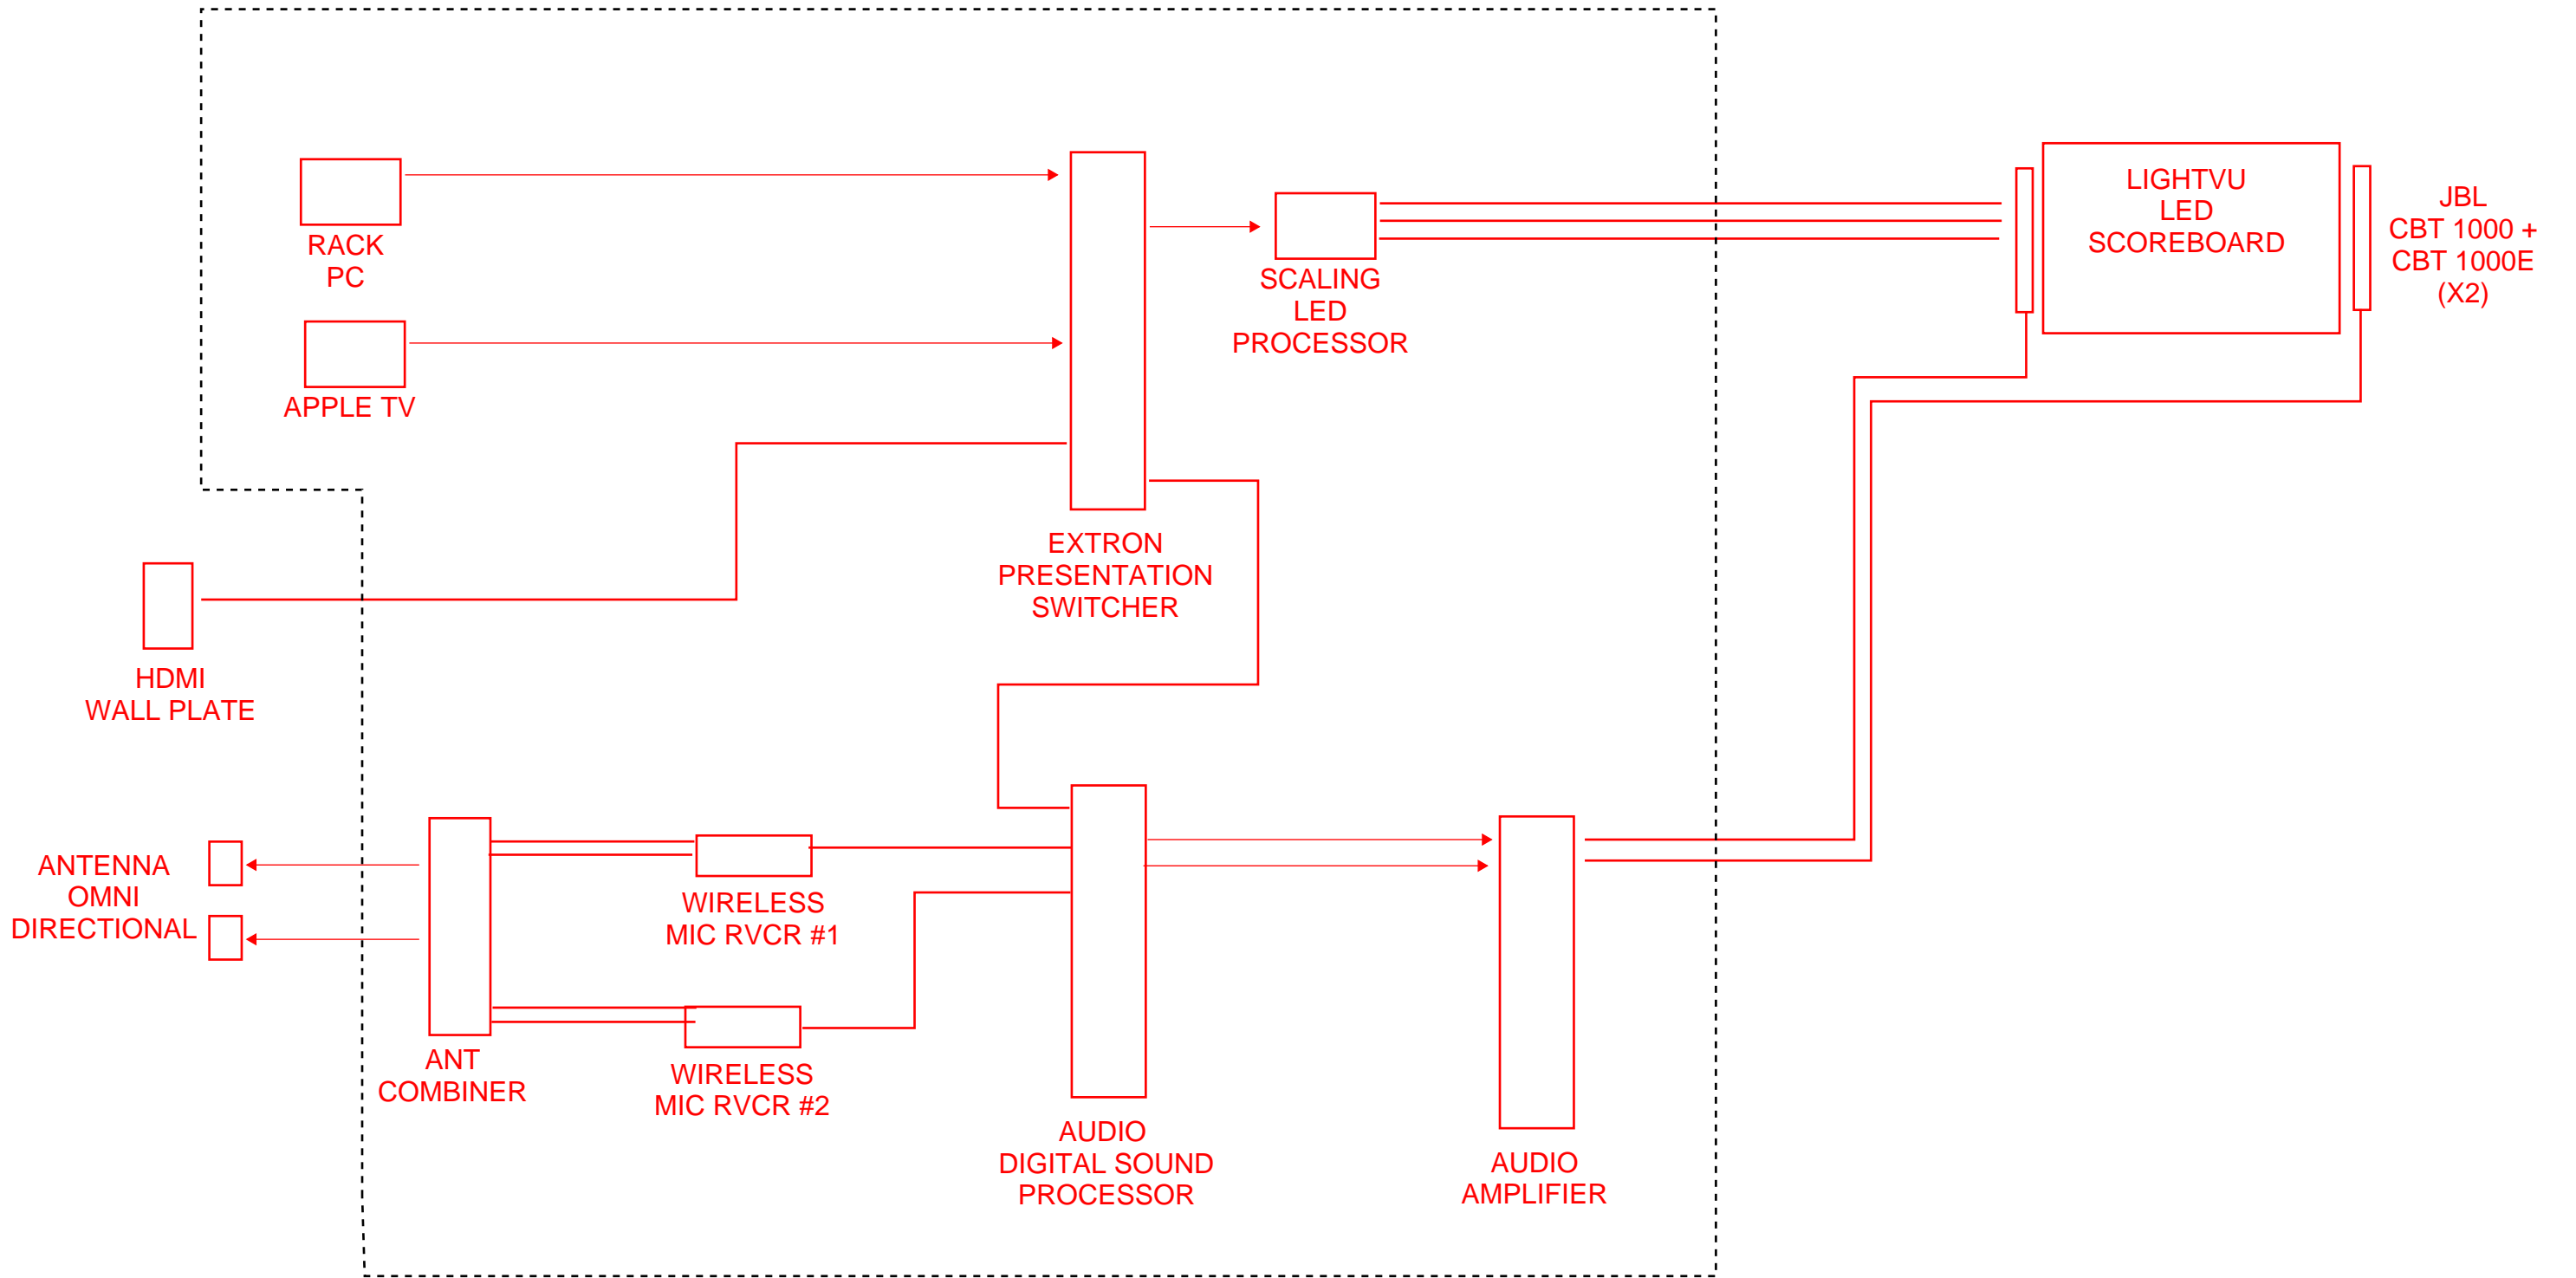 RACK
PC
APPLE TV
HDMI
WALL PLATE
ANTENNA
OMNI
DIRECTIONAL
ANT
COMBINER
WIRELESS
MIC RVCR #1
WIRELESS
MIC RVCR #2
EXTRON
PRESENTATION
SWITCHER
SCALING
LED
PROCESSOR
AUDIO
DIGITAL SOUND
PROCESSOR
AUDIO
AMPLIFIER
LIGHTVU
LED
SCOREBOARD
JBL
CBT 1000 +
CBT 1000E
(X2)